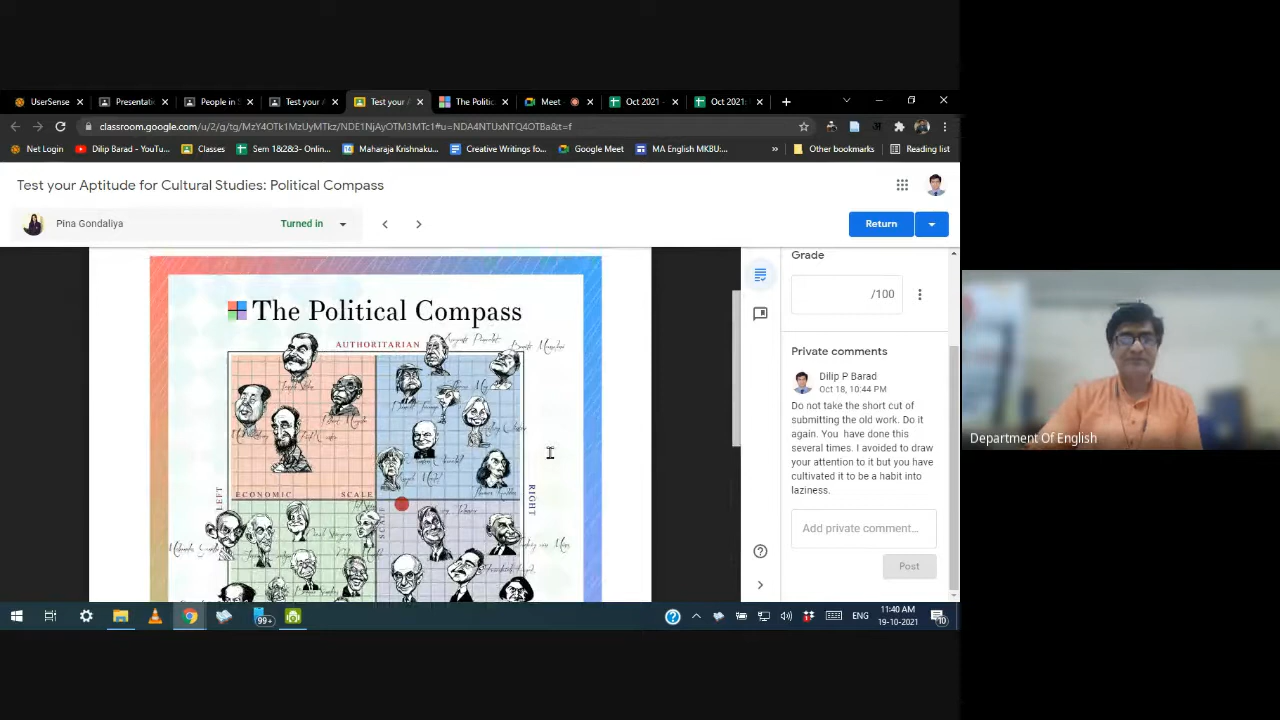 UserSense
Presentati
People in S
Test your A
Test your A
The Politic
Meet -
Oct 2021 -
Oct 2021:
classroom.google.com/u/2/g/tg/MzY4OTk1MzUyMTkz/NDE1NjAyOTM3MTc1#u=NDA4NTUxNTQ4OTBa&t=f
Net Login
Dilip Barad - YouTu...
Classes
Sem 1&2&3- Onlin...
Maharaja Krishnaku...
Creative Writings fo...
Google Meet
MA English MKBU:...
»
Other bookmarks
Reading list
Test your Aptitude for Cultural Studies: Political Compass
Pina Gondaliya
Turned in
Return
Grade
/100
The Political Compass
AUTHORITARIAN
ECONOMIC SCALE
LEFT
RIGHT
SCALE
Private comments
Dilip P Barad
Oct 18, 10:44 PM
Do not take the short cut of
submitting the old work. Do it
again. You have done this
several times. I avoided to draw
your attention to it but you have
cultivated it to be a habit into
laziness.
Add private comment...
Post
Department Of English
99+
ENG
11:40 AM
19-10-2021
10